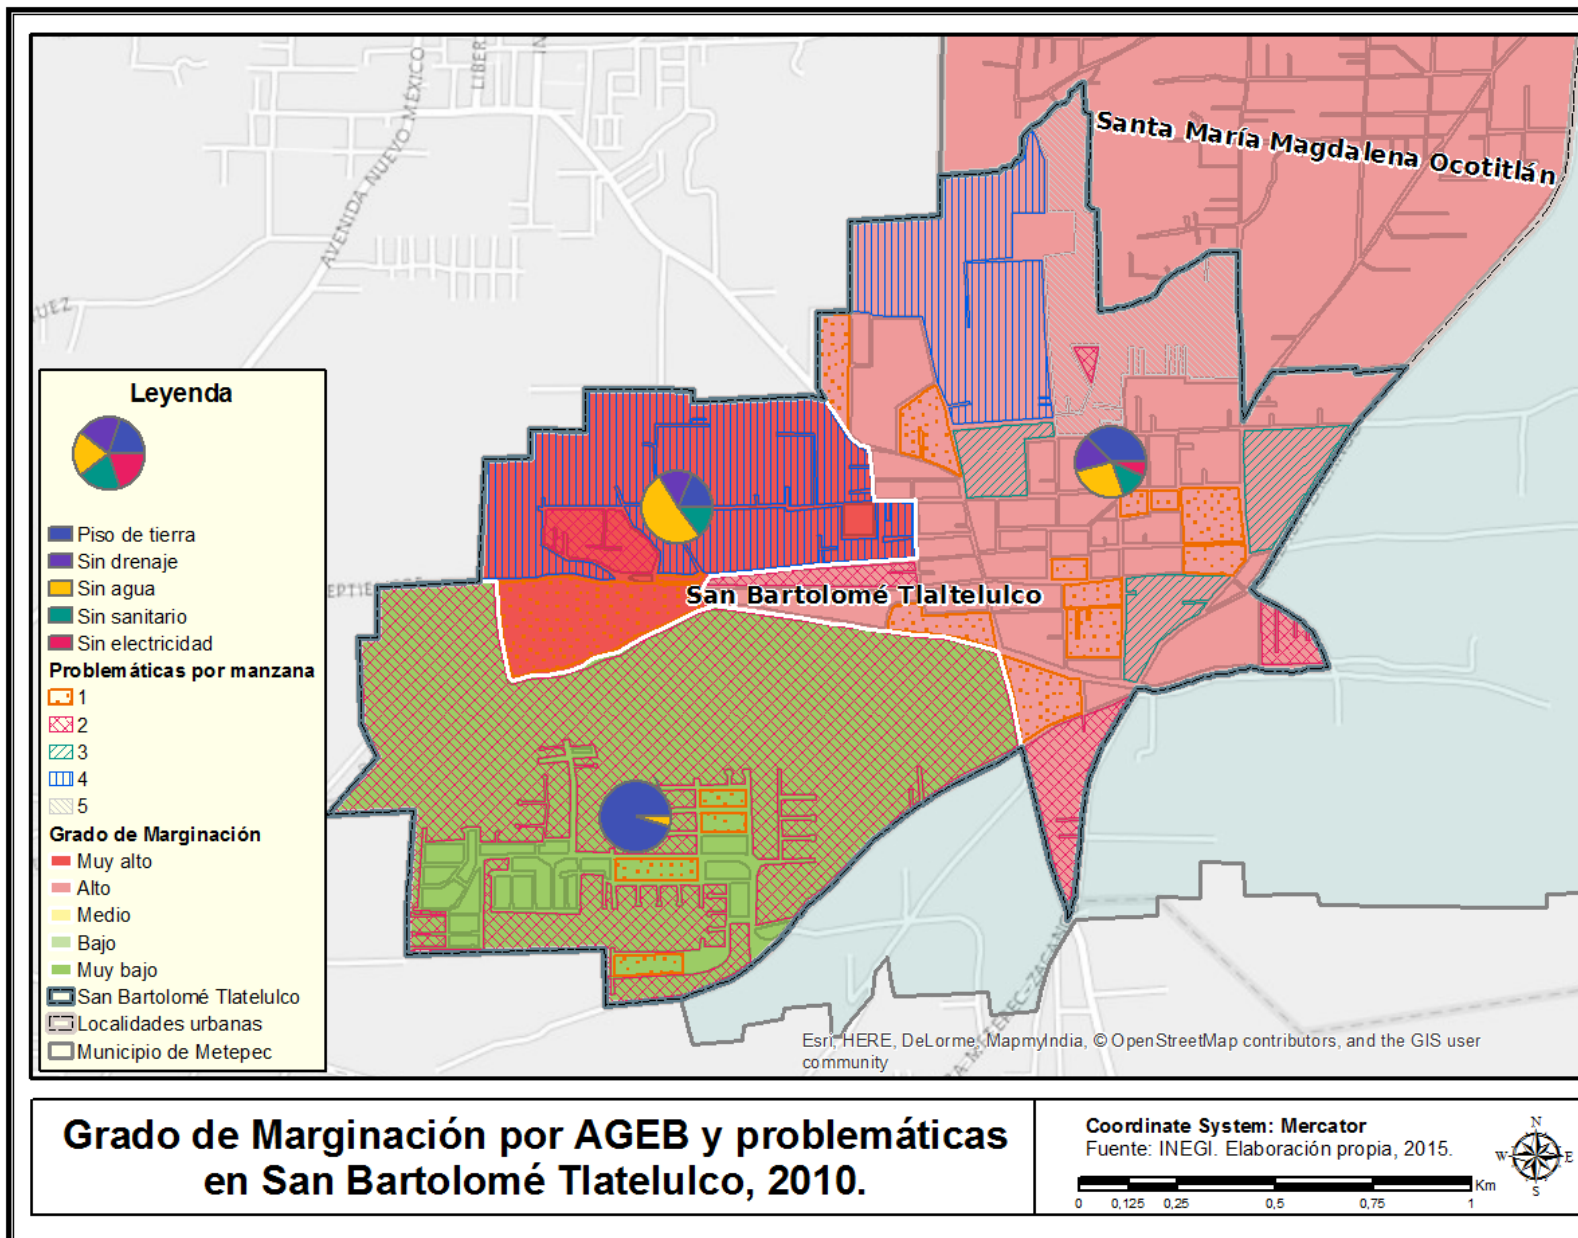 AVENIDA NUEVO MÉXICO
LIBER
IN
Santa María Magdalena Ocotitlán
UEZ
Leyenda
Piso de tierra
Sin drenaje
Sin agua
Sin sanitario
Sin electricidad
Problemáticas por manzana
1
2
3
4
5
Grado de Marginación
Muy alto
Alto
Medio
Bajo
Muy bajo
San Bartolomé Tlatelulco
Localidades urbanas
Municipio de Metepec
San Bartolomé Tlaltelulco
Esri, HERE, DeLorme, MapmyIndia, © OpenStreetMap contributors, and the GIS user
community
Grado de Marginación por AGEB y problemáticas
en San Bartolomé Tlatelulco, 2010.
Coordinate System: Mercator
Fuente: INEGI. Elaboración propia, 2015.
Km
0 0,125 0,25 0,5 0,75 1
N
W E
S